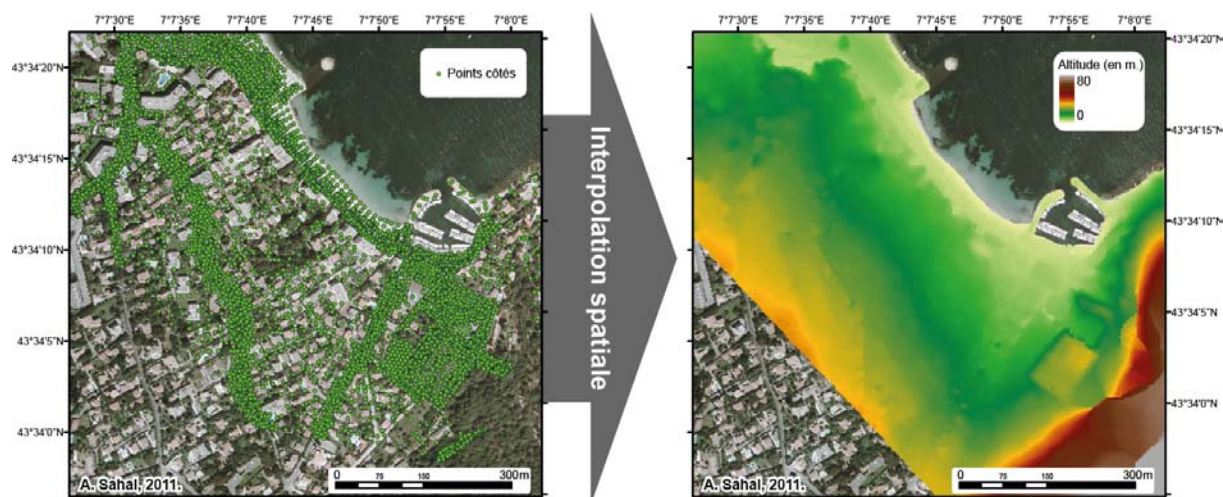 7°7'30"E 7°7'35"E 7°7'40"E 7°7'45"E 7°7'50"E 7°7'55"E 7°8'0"E
43°34'20"N
43°34'15"N
43°34'10"N
43°34'5"N
43°34'0"N
Points côtés
0 75 150 300m
A. Sahal, 2011.
Interpolation spatiale
7°7'30"E 7°7'35"E 7°7'40"E 7°7'45"E 7°7'50"E 7°7'55"E 7°8'0"E
Altitude (en m.)
80
0
43°34'20"N
43°34'15"N
43°34'10"N
43°34'5"N
43°34'0"N
0 75 150 300m
A. Sahal, 2011.